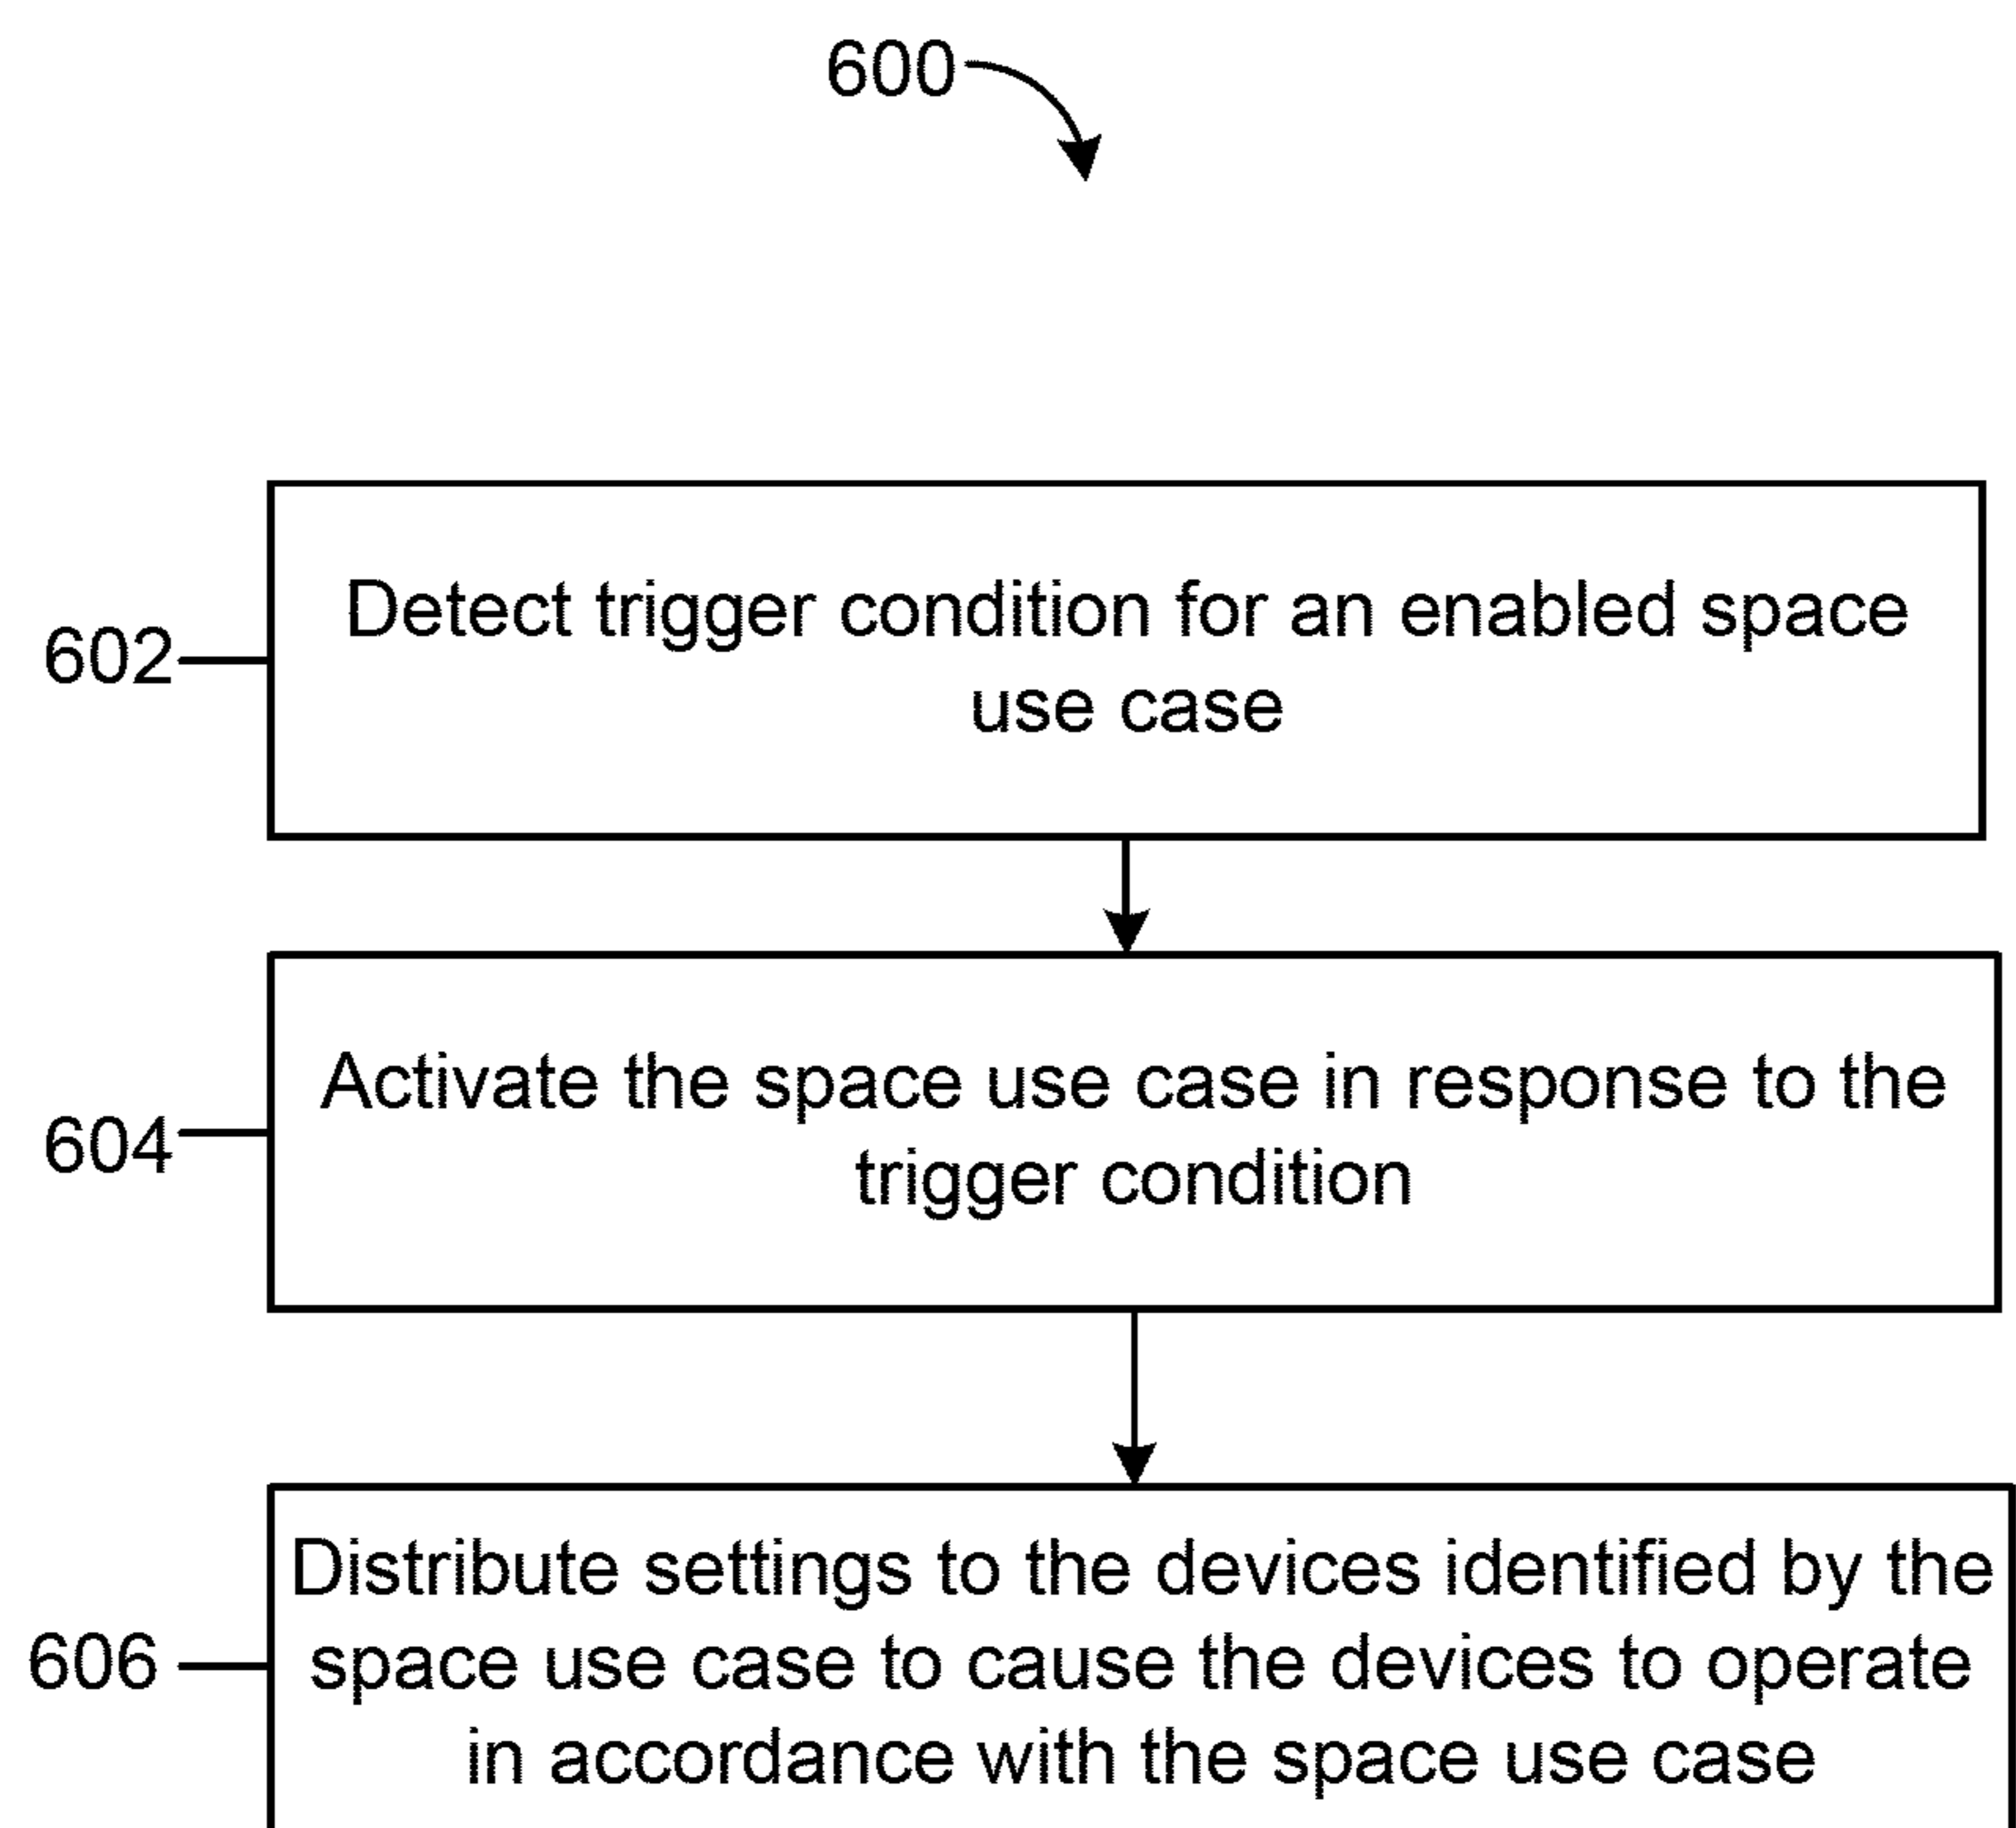 600
602
Detect trigger condition for an enabled space
use case
604
Activate the space use case in response to the
trigger condition
606
Distribute settings to the devices identified by the
space use case to cause the devices to operate
in accordance with the space use case